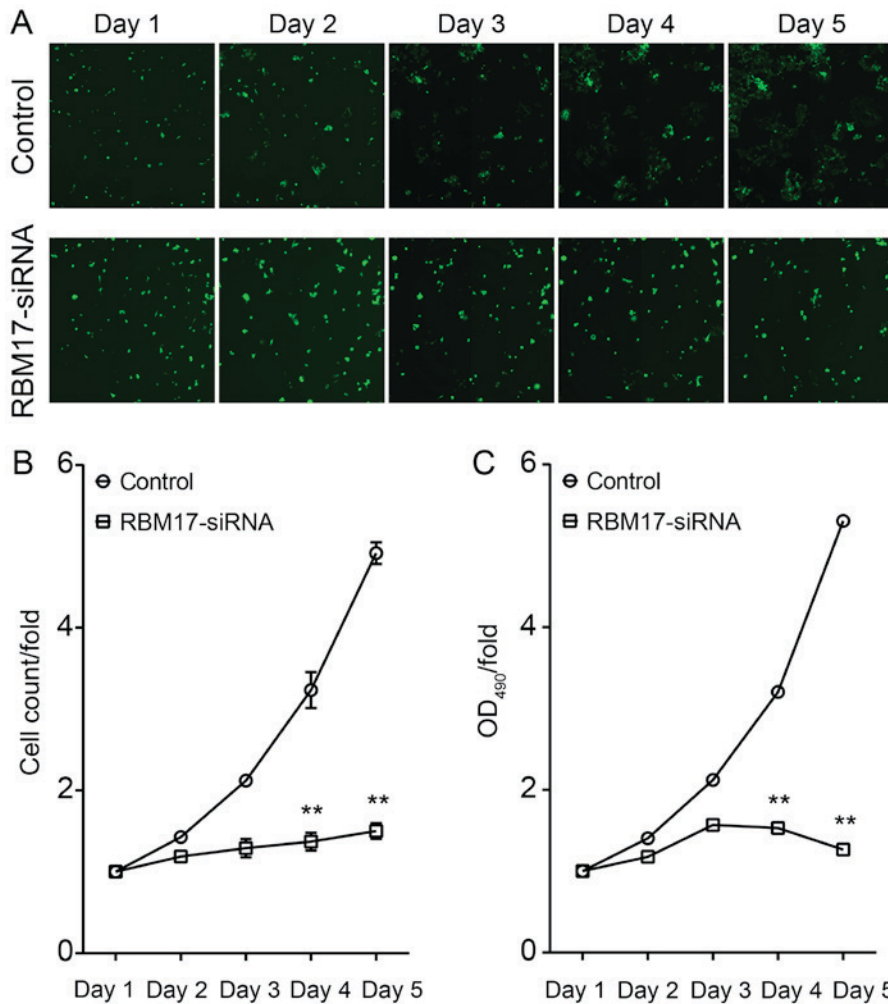 A
Day 1 Day 2 Day 3 Day 4 Day 5
Control
RBM17-siRNA
B
6
4
2
0
Cell count/fold
Control
RBM17-siRNA
** **
Day 1 Day 2 Day 3 Day 4 Day 5
C
6
4
2
0
OD490/fold
Control
RBM17-siRNA
** **
Day 1 Day 2 Day 3 Day 4 Day 5